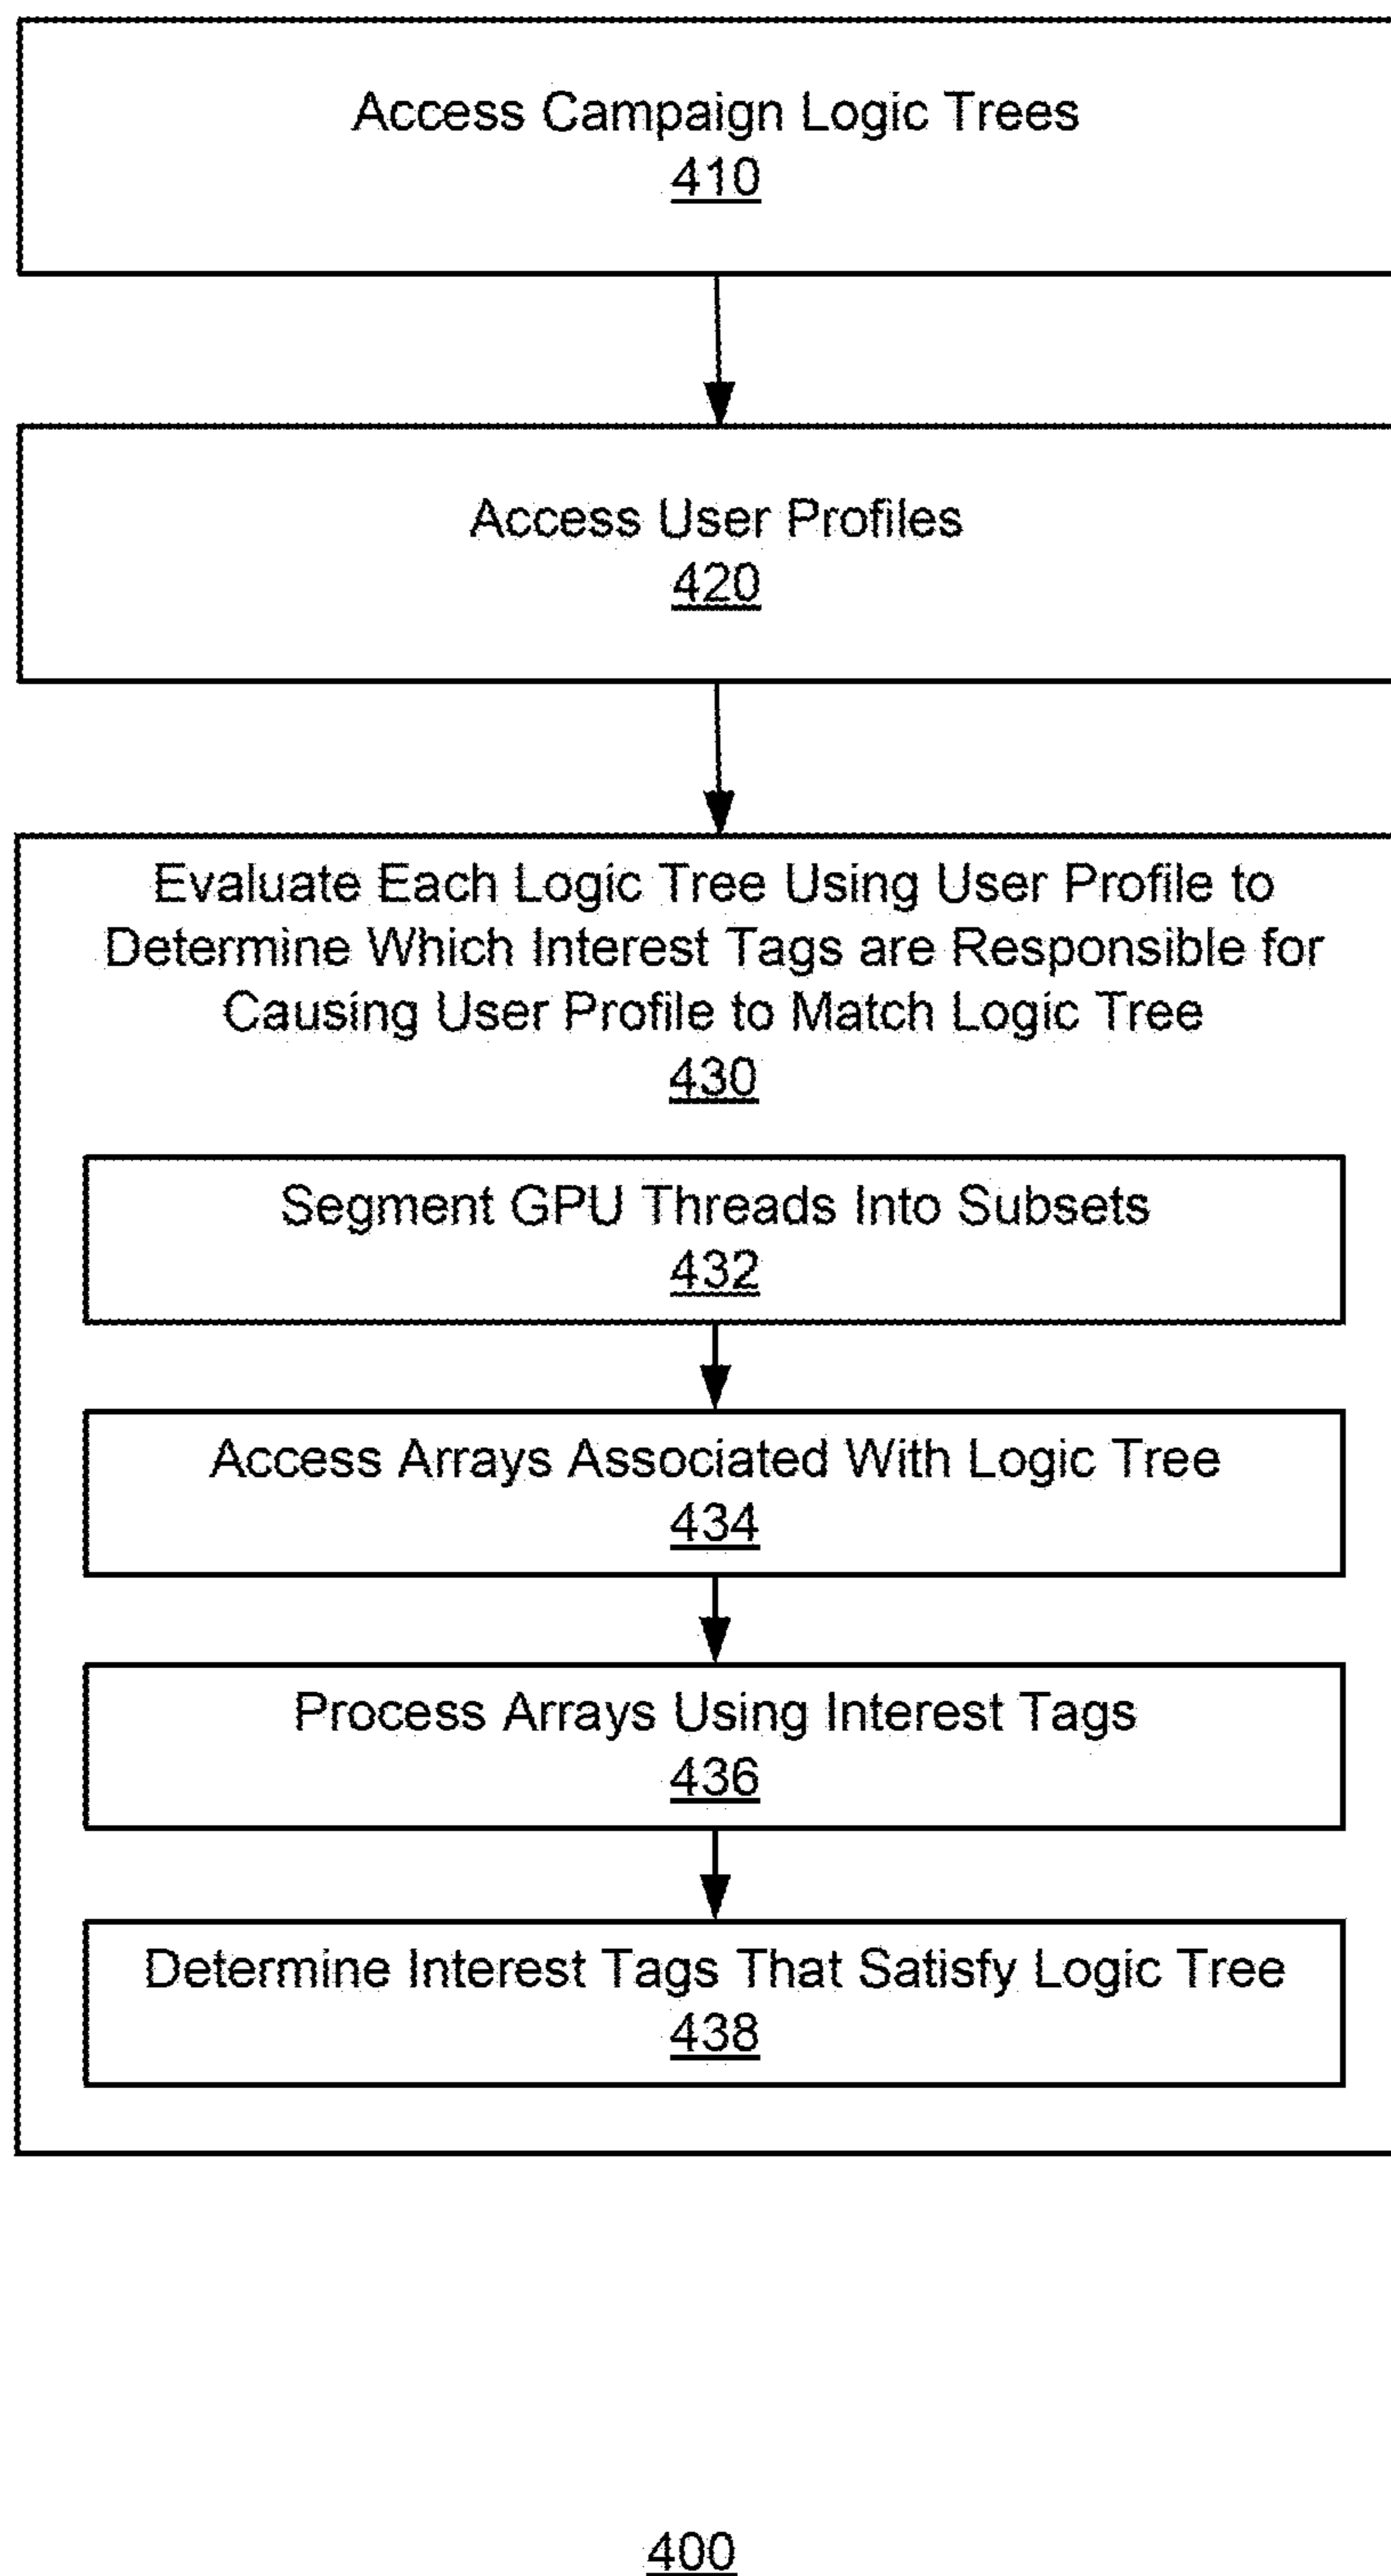 Access Campaign Logic Trees
410
Access User Profiles
420
Evaluate Each Logic Tree Using User Profile to
Determine Which Interest Tags are Responsible for
Causing User Profile to Match Logic Tree
430
Segment GPU Threads Into Subsets
432
Access Arrays Associated With Logic Tree
434
Process Arrays Using Interest Tags
436
Determine Interest Tags That Satisfy Logic Tree
438
400